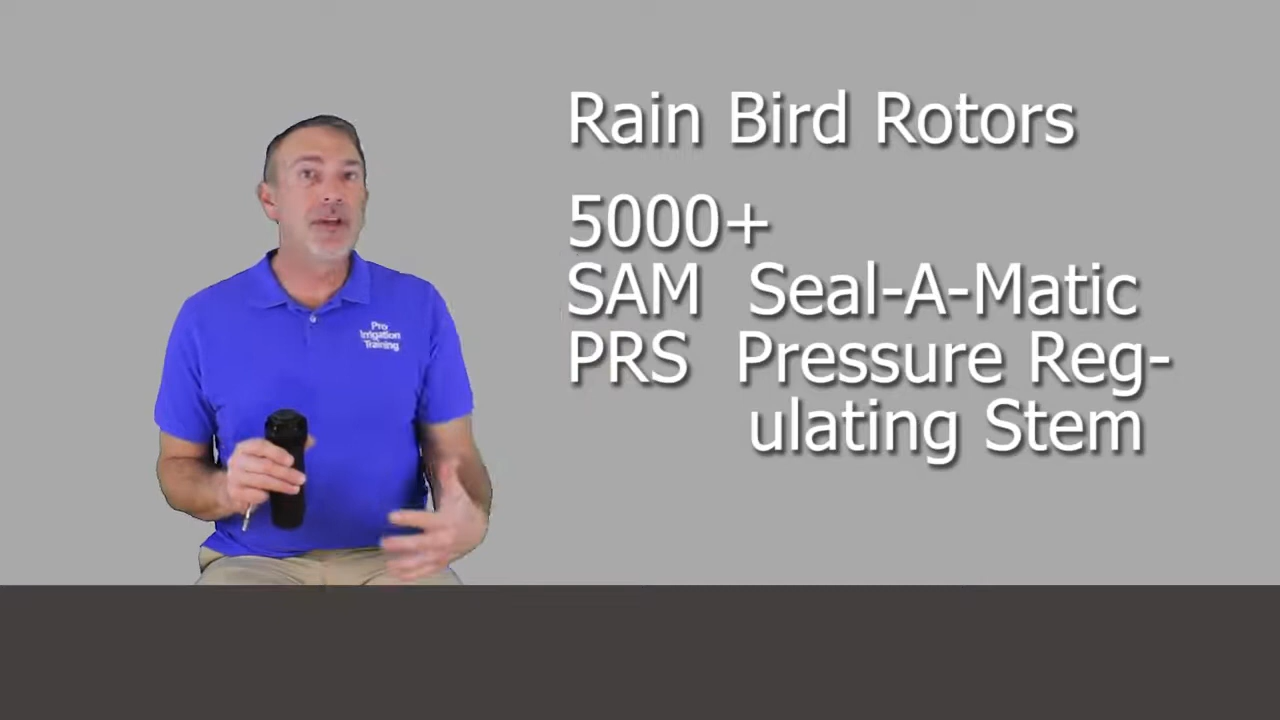 Rain Bird Rotors
5000+
SAM Seal-A-Matic
PRS Pressure Reg-
ulating Stem
Pro
Irrigation
Training